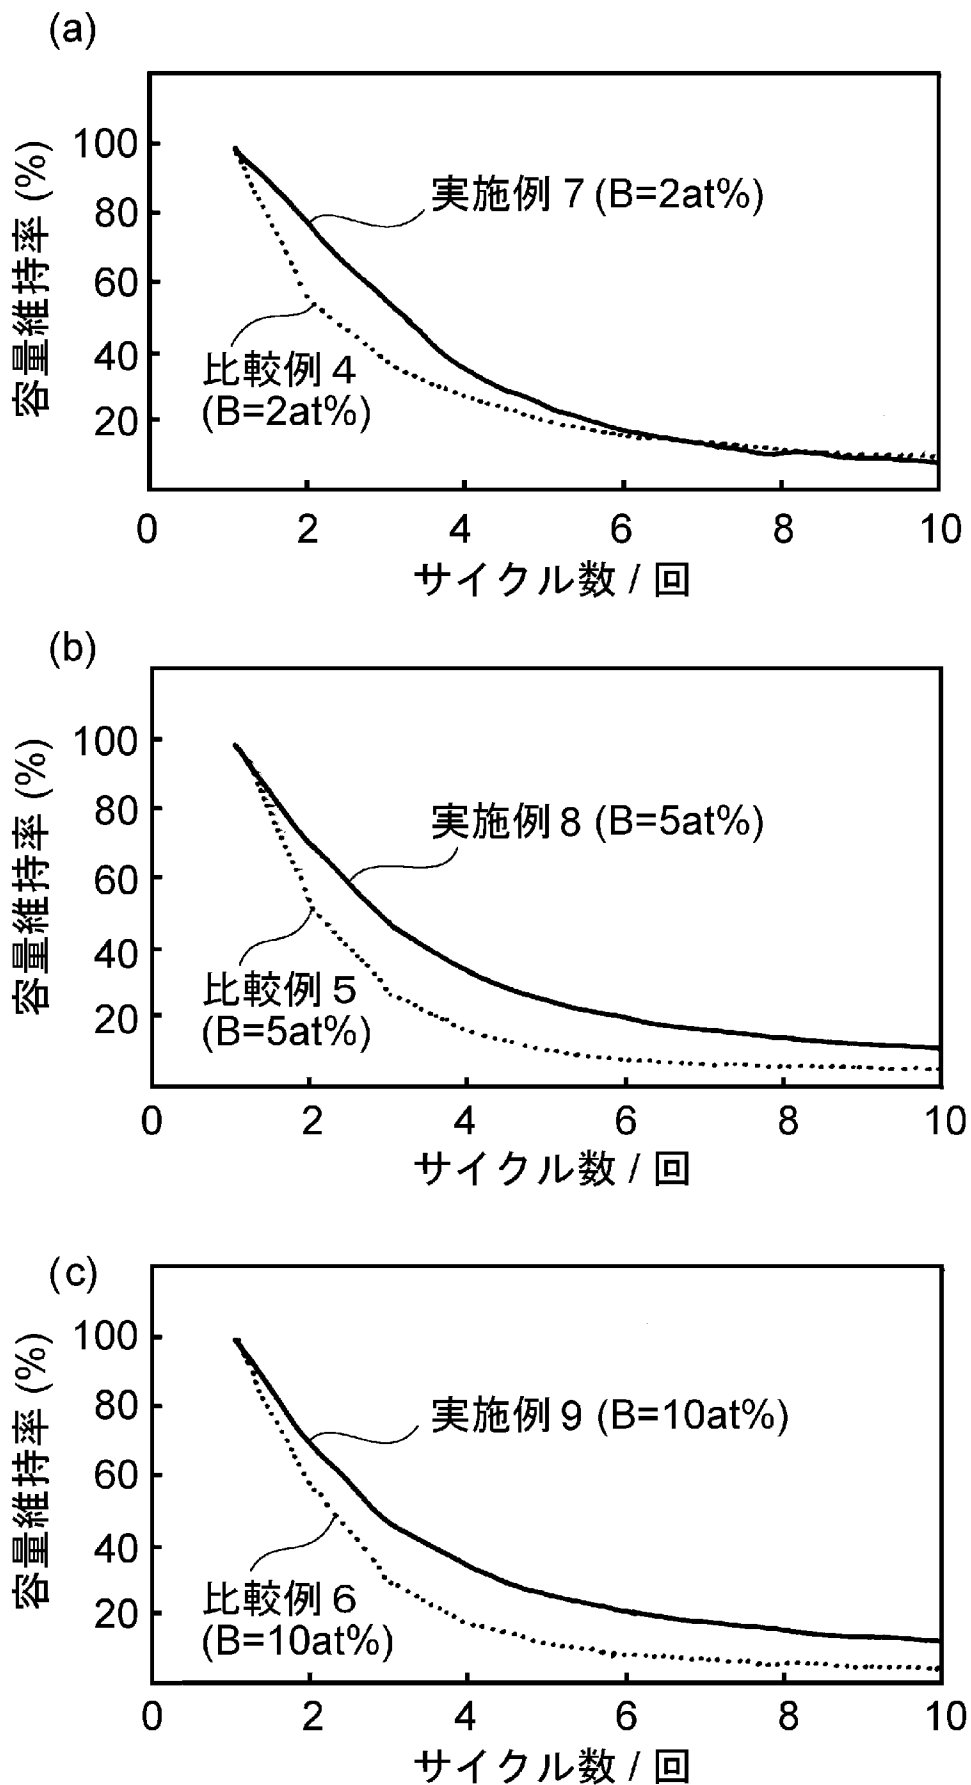 (a)
容量維持率 (%)
100
80
60
40
20
実施例 7 (B=2at%)
比較例 4
(B=2at%)
0 2 4 6 8 10
サイクル数 / 回
(b)
容量維持率 (%)
100
80
60
40
20
実施例 8 (B=5at%)
比較例 5
(B=5at%)
0 2 4 6 8 10
サイクル数 / 回
(c)
容量維持率 (%)
100
80
60
40
20
実施例 9 (B=10at%)
比較例 6
(B=10at%)
0 2 4 6 8 10
サイクル数 / 回